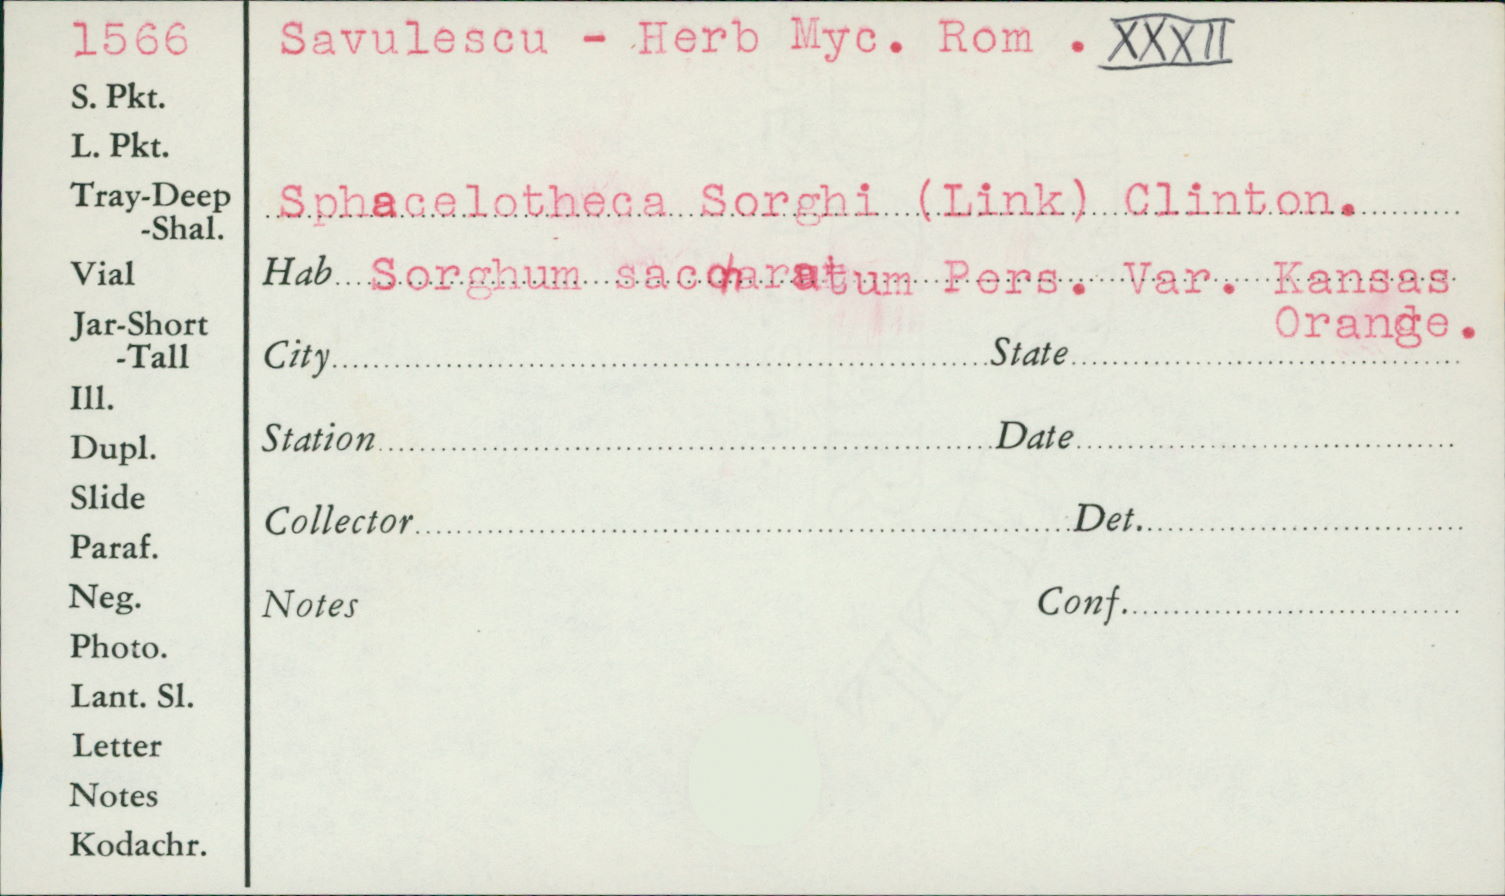 1566
Savulescu - Herb Myc. Rom . XXXII
S. Pkt.
L. Pkt.
Tray-Deep
-Shal.
Vial
Jar-Short
-Tall
Ill.
Dupl.
Slide
Paraf.
Neg.
Photo.
Lant. Sl.
Letter
Notes
Kodachr.
Sphacelotheca Sorghi (Link) Clinton.
Hab Sorghum saccharatum Pers. Var. Kansas
Orange.
City State
Station Date
Collector Det.
Notes Conf.